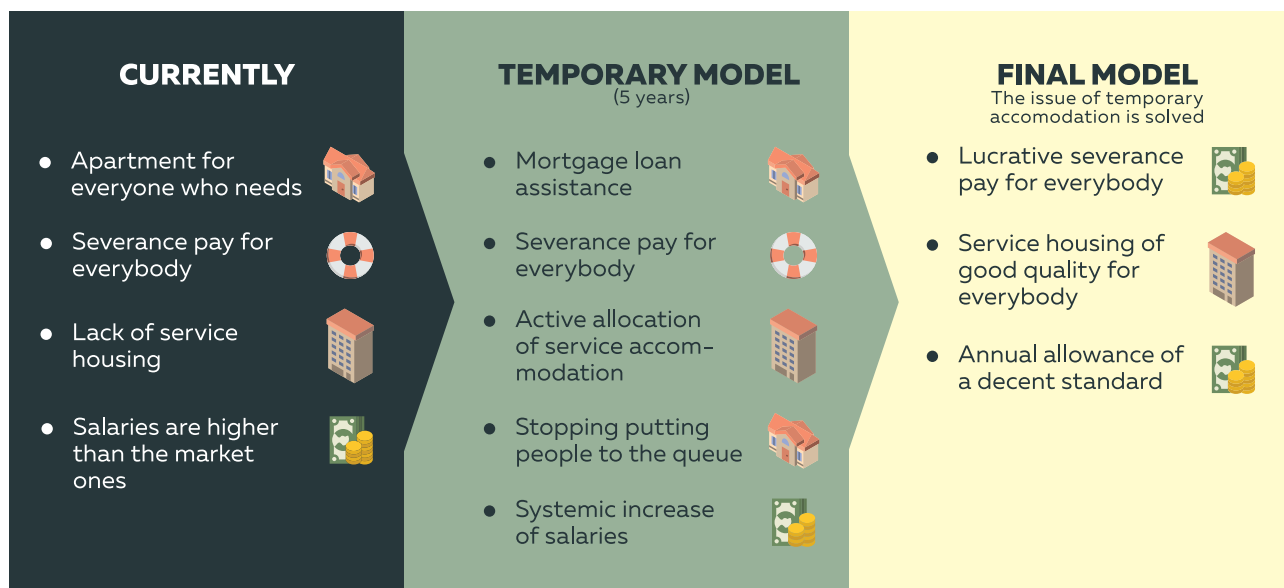 CURRENTLY
Apartment for
everyone who needs
Severance pay for
everybody
Lack of service
housing
Salaries are higher
than the market
ones
TEMPORARY MODEL
(5 years)
Mortgage loan
assistance
Severance pay for
everybody
Active allocation
of service accom-
modation
Stopping putting
people to the queue
Systemic increase
of salaries
FINAL MODEL
The issue of temporary
accomodation is solved
Lucrative severance
pay for everybody
Service housing of
good quality for
everybody
Annual allowance of
a decent standard